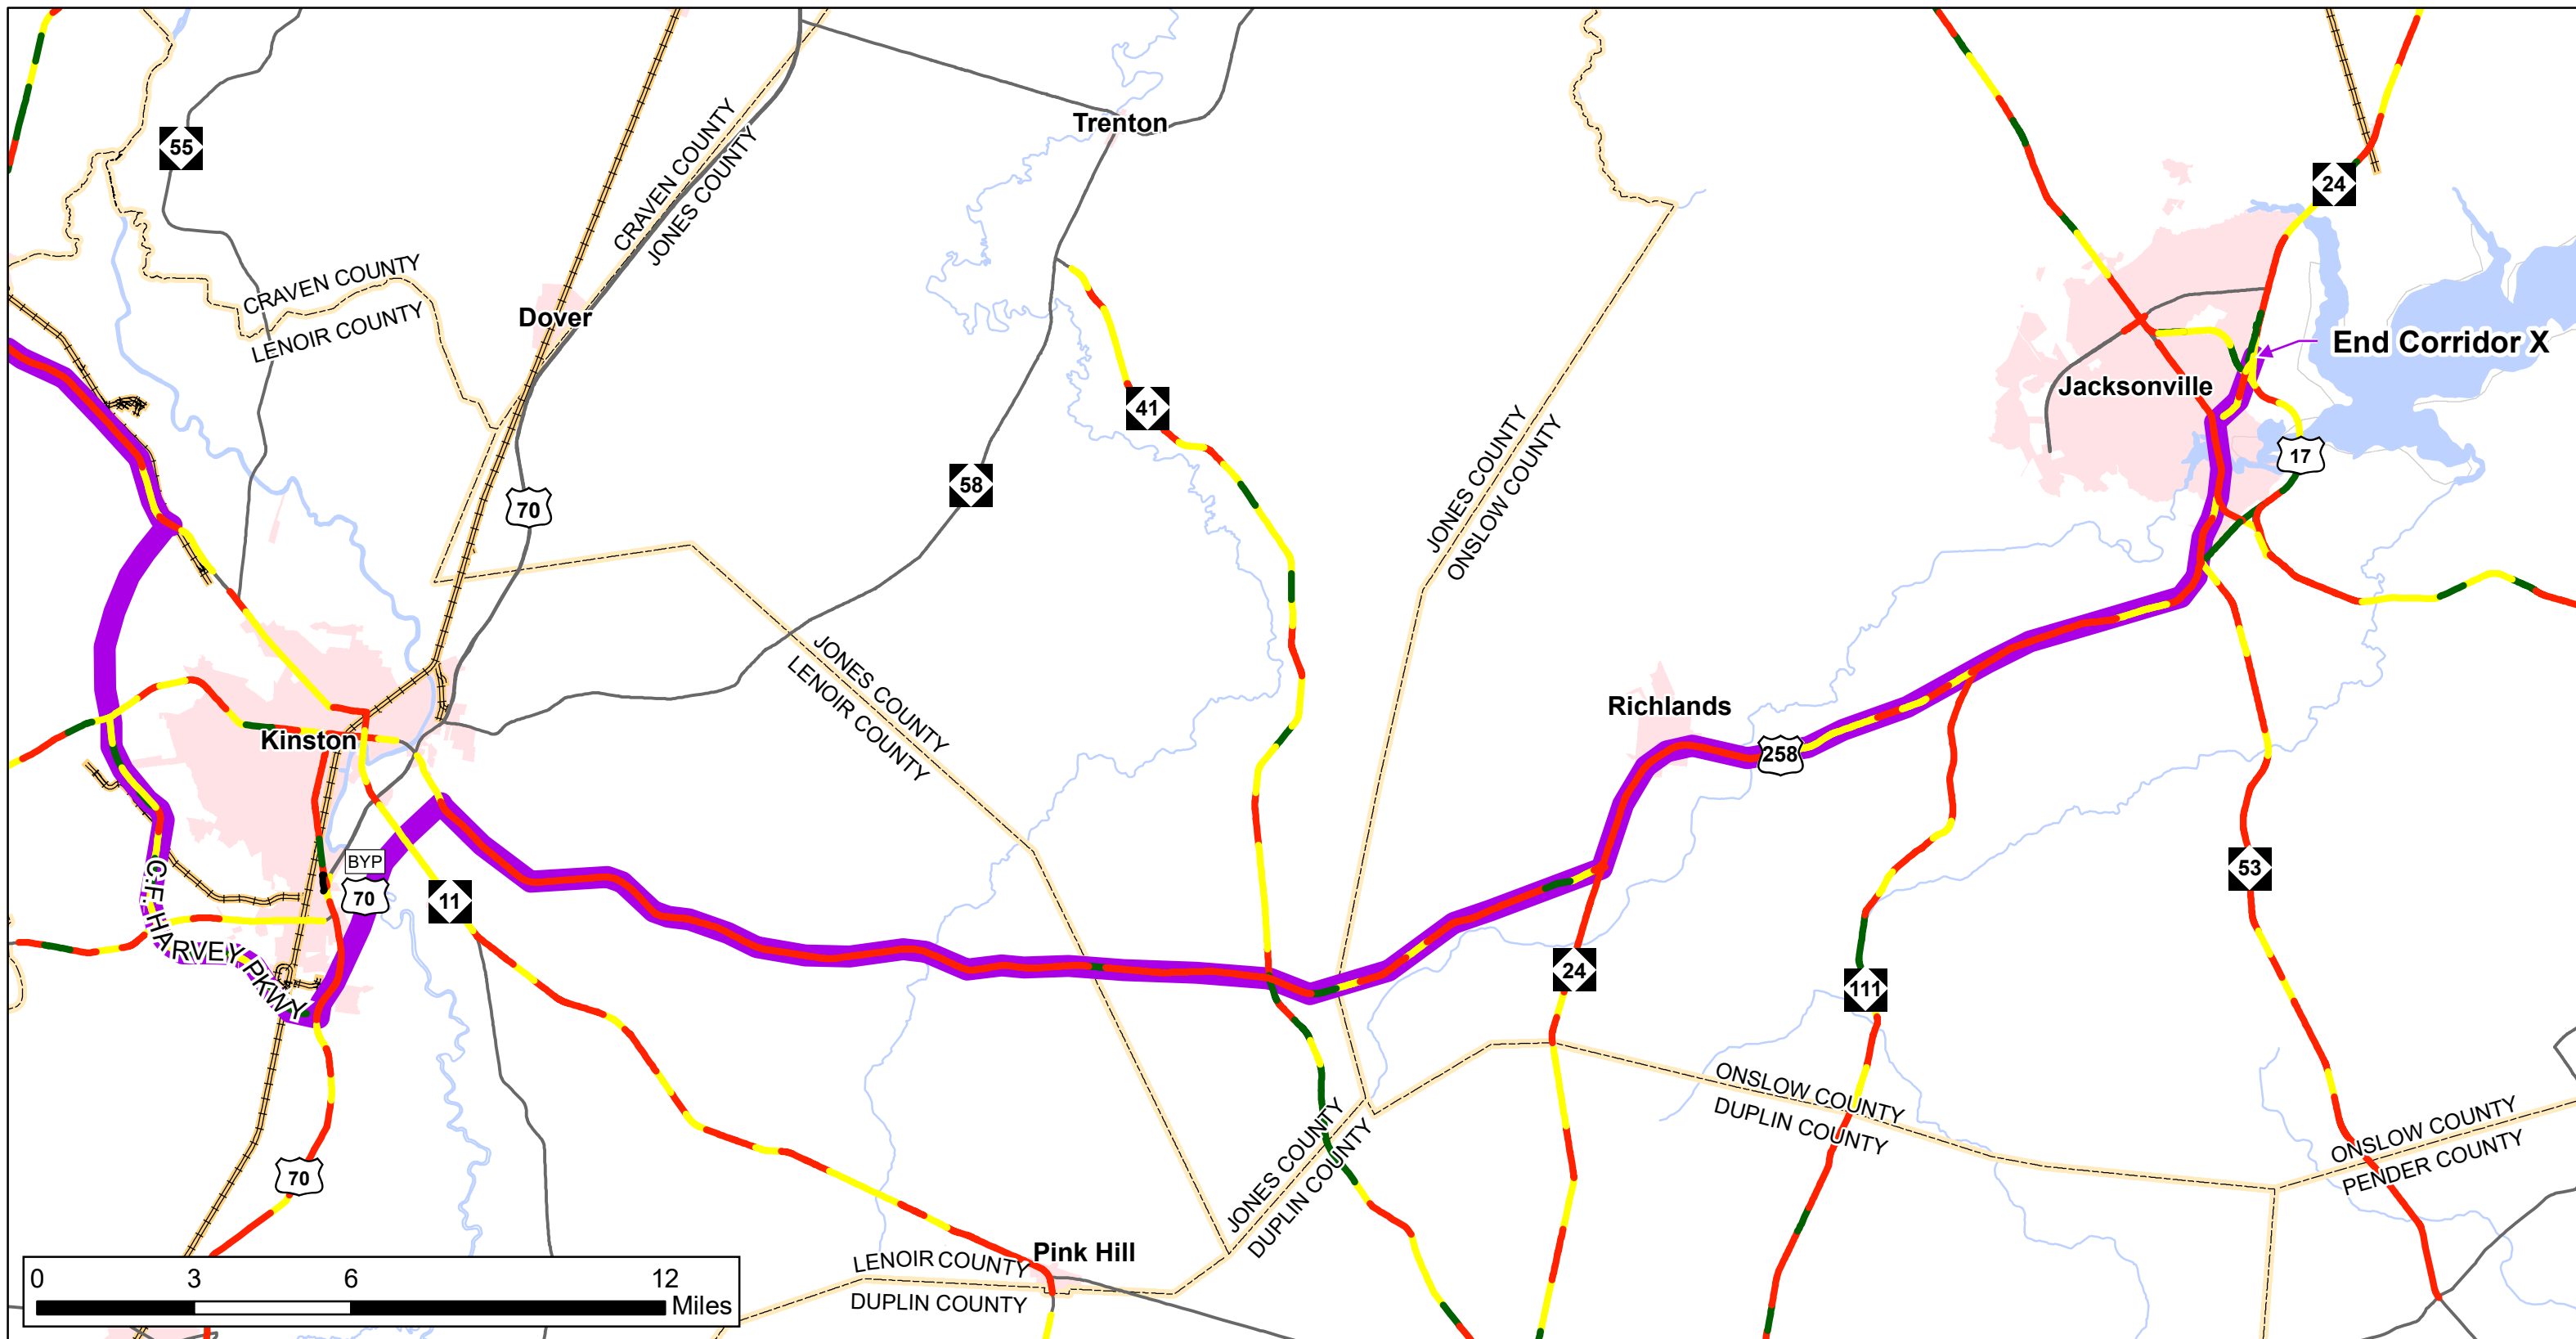 Trenton
55
CRAVEN COUNTY
JONES COUNTY
24
CRAVEN COUNTY
LENOIR COUNTY
Dover
End Corridor X
Jacksonville
41
17
58
70
JONES COUNTY
ONSLOW COUNTY
JONES COUNTY
LENOIR COUNTY
Richlands
Kinston
258
BYP
70
11
53
C.F. HARVEY PKWY
24
111
ONSLOW COUNTY
DUPLIN COUNTY
ONSLOW COUNTY
PENDER COUNTY
70
JONES COUNTY
DUPLIN COUNTY
Pink Hill
LENOIR COUNTY
DUPLIN COUNTY
0 3 6 12
Miles